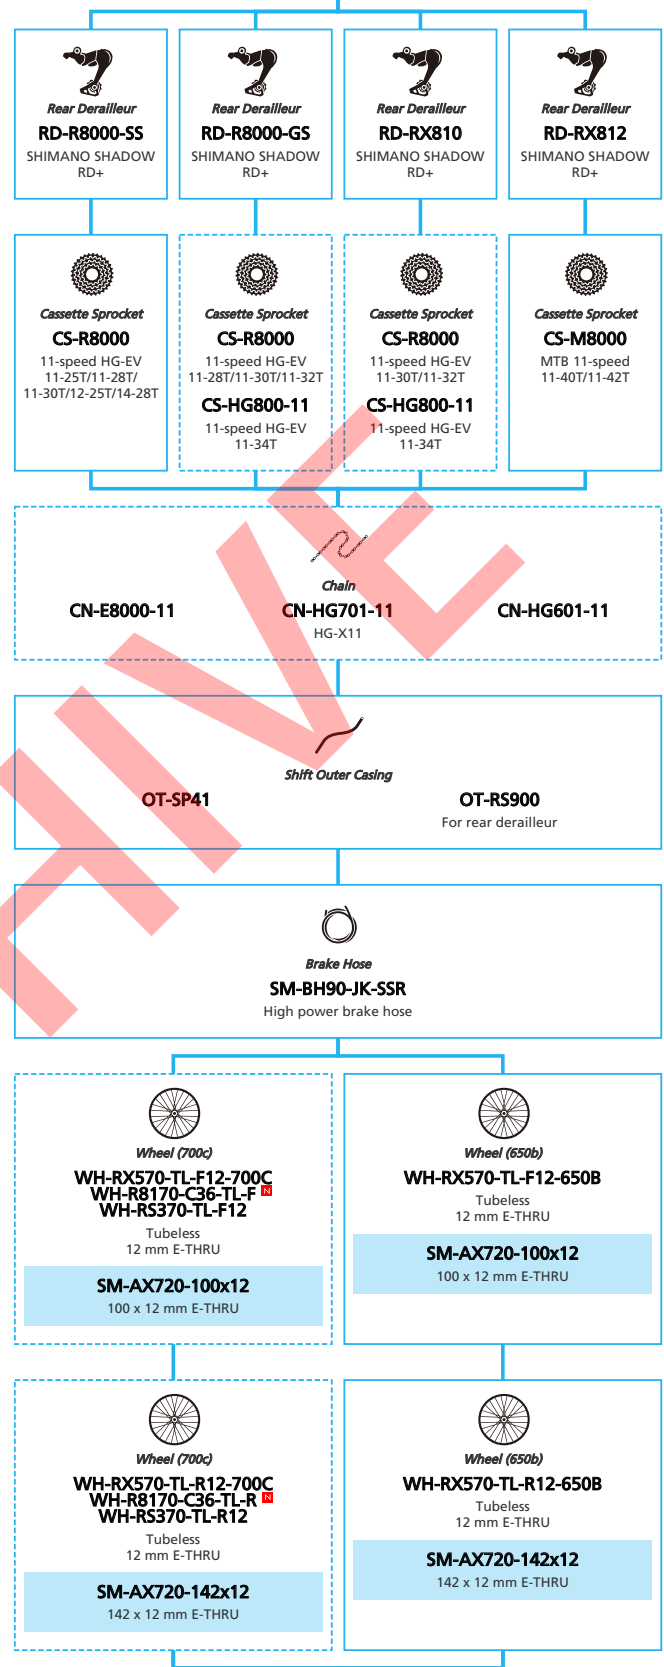 Rear Derailleur
RD-R8000-SS
SHIMANO SHADOW
RD+
Rear Derailleur
RD-R8000-GS
SHIMANO SHADOW
RD+
Rear Derailleur
RD-RX810
SHIMANO SHADOW
RD+
Rear Derailleur
RD-RX812
SHIMANO SHADOW
RD+
Cassette Sprocket
CS-R8000
11-speed HG-EV
11-25T/11-28T/
11-30T/12-25T/14-28T
Cassette Sprocket
CS-R8000
11-speed HG-EV
11-28T/11-30T/11-32T
CS-HG800-11
11-speed HG-EV
11-34T
Cassette Sprocket
CS-R8000
11-speed HG-EV
11-30T/11-32T
CS-HG800-11
11-speed HG-EV
11-34T
Cassette Sprocket
CS-M8000
MTB 11-speed
11-40T/11-42T
Chain
CN-E8000-11
CN-HG701-11
HG-X11
CN-HG601-11
Shift Outer Casing
OT-SP41
OT-RS900
For rear derailleur
Brake Hose
SM-BH90-JK-SSR
High power brake hose
Wheel (700c)
WH-RX570-TL-F12-700C
WH-R8170-C36-TL-F N
WH-RS370-TL-F12
Tubeless
12 mm E-THRU
SM-AX720-100x12
100 x 12 mm E-THRU
Wheel (650b)
WH-RX570-TL-F12-650B
Tubeless
12 mm E-THRU
SM-AX720-100x12
100 x 12 mm E-THRU
Wheel (700c)
WH-RX570-TL-R12-700C
WH-R8170-C36-TL-R N
WH-RS370-TL-R12
Tubeless
12 mm E-THRU
SM-AX720-142x12
142 x 12 mm E-THRU
Wheel (650b)
WH-RX570-TL-R12-650B
Tubeless
12 mm E-THRU
SM-AX720-142x12
142 x 12 mm E-THRU
HIVE